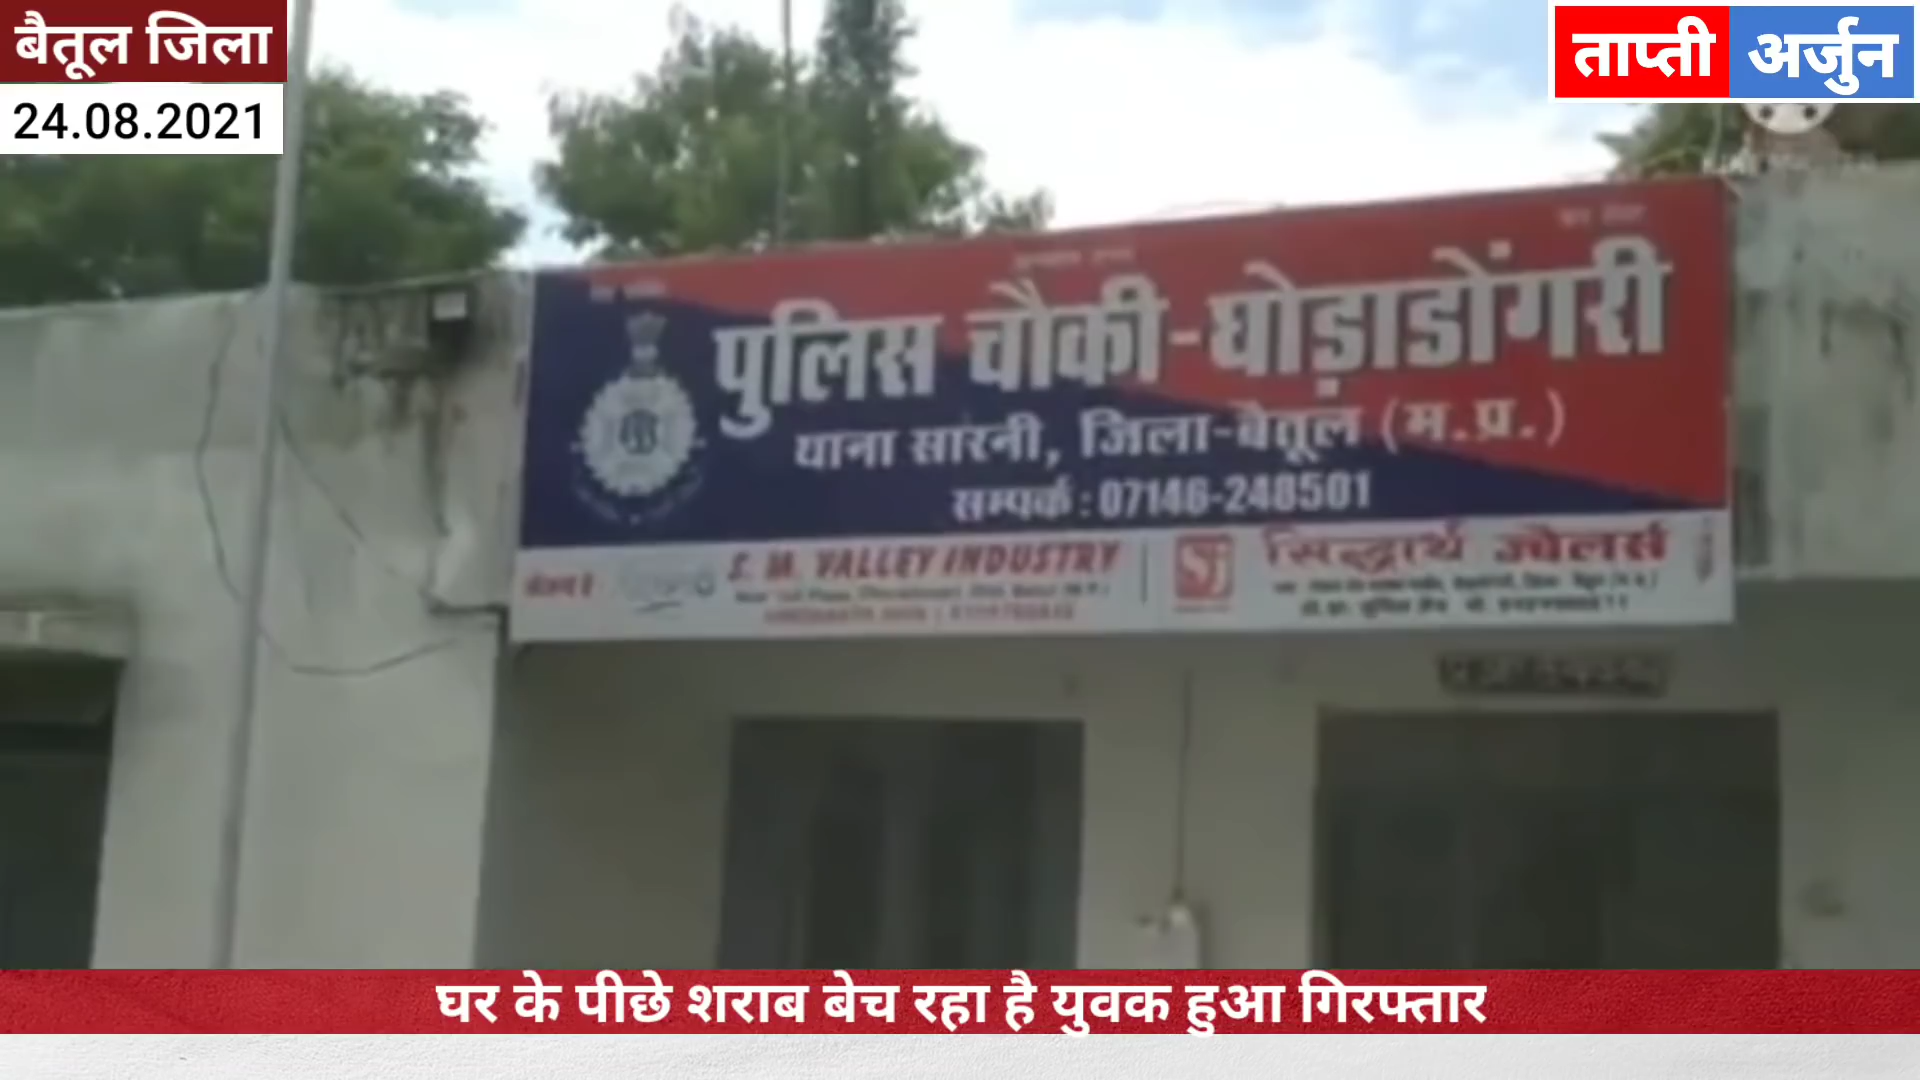 बैतूल जिला
24.08.2021
ताप्ती अर्जुन
पुलिस चौकी-घोड़ाडोंगरी
थाना सारनी, जिला-बैतूल (म.प्र.)
सम्पर्क : 07146-248501
S. M. VALLEY INDUSTRY
SJ सिद्धार्थ ज्वेलर्स
घर के पीछे शराब बेच रहा है युवक हुआ गिरफ्तार